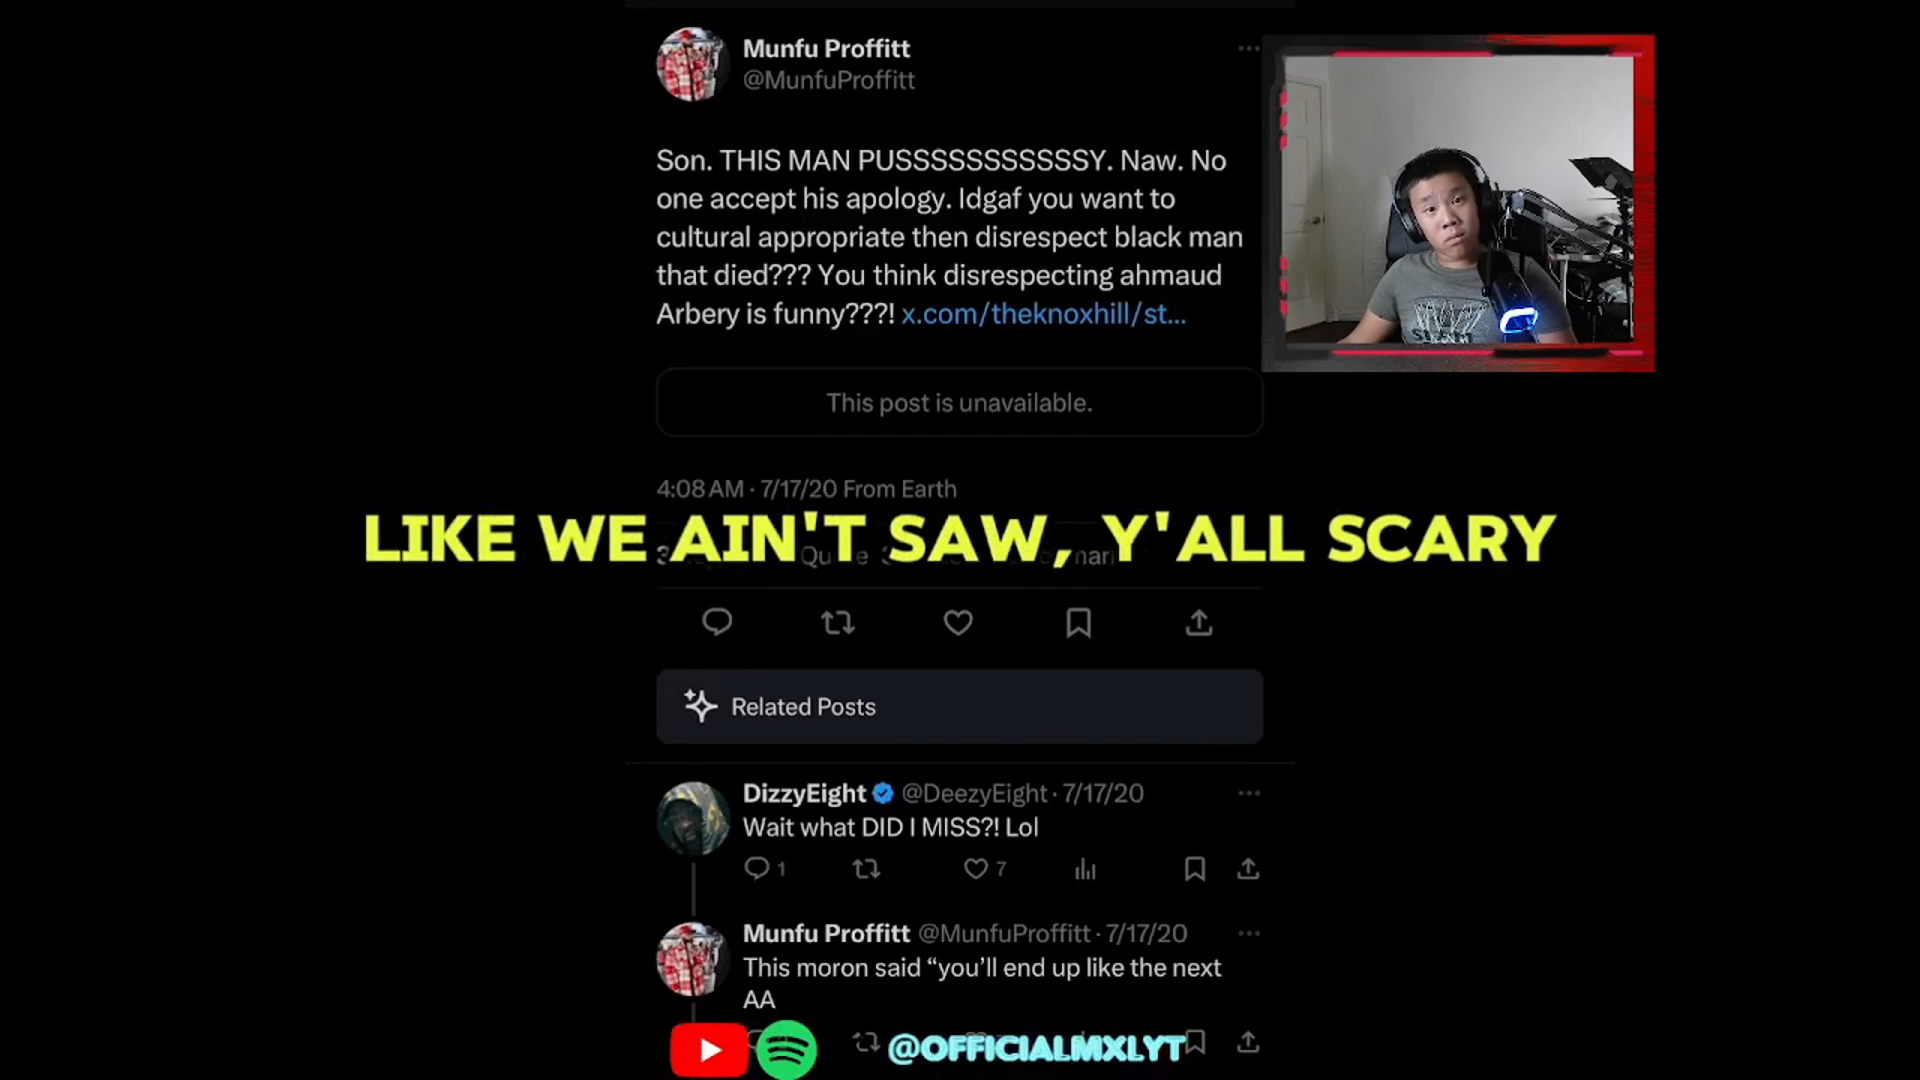 Munfu Proffitt
@MunfuProffitt
Son. THIS MAN PUSSSSSSSSSSSY. Naw. No
one accept his apology. Idgaf you want to
cultural appropriate then disrespect black man
that died??? You think disrespecting ahmaud
Arbery is funny???! x.com/theknoxhill/st...
This post is unavailable.
4:08 AM · 7/17/20 From Earth
LIKE WE AIN'T SAW, Y'ALL SCARY
Related Posts
DizzyEight @DeezyEight · 7/17/20
Wait what DID I MISS?! Lol
1 7
Munfu Proffitt @MunfuProffitt · 7/17/20
This moron said “you’ll end up like the next
AA
@OFFICIALMXLYT